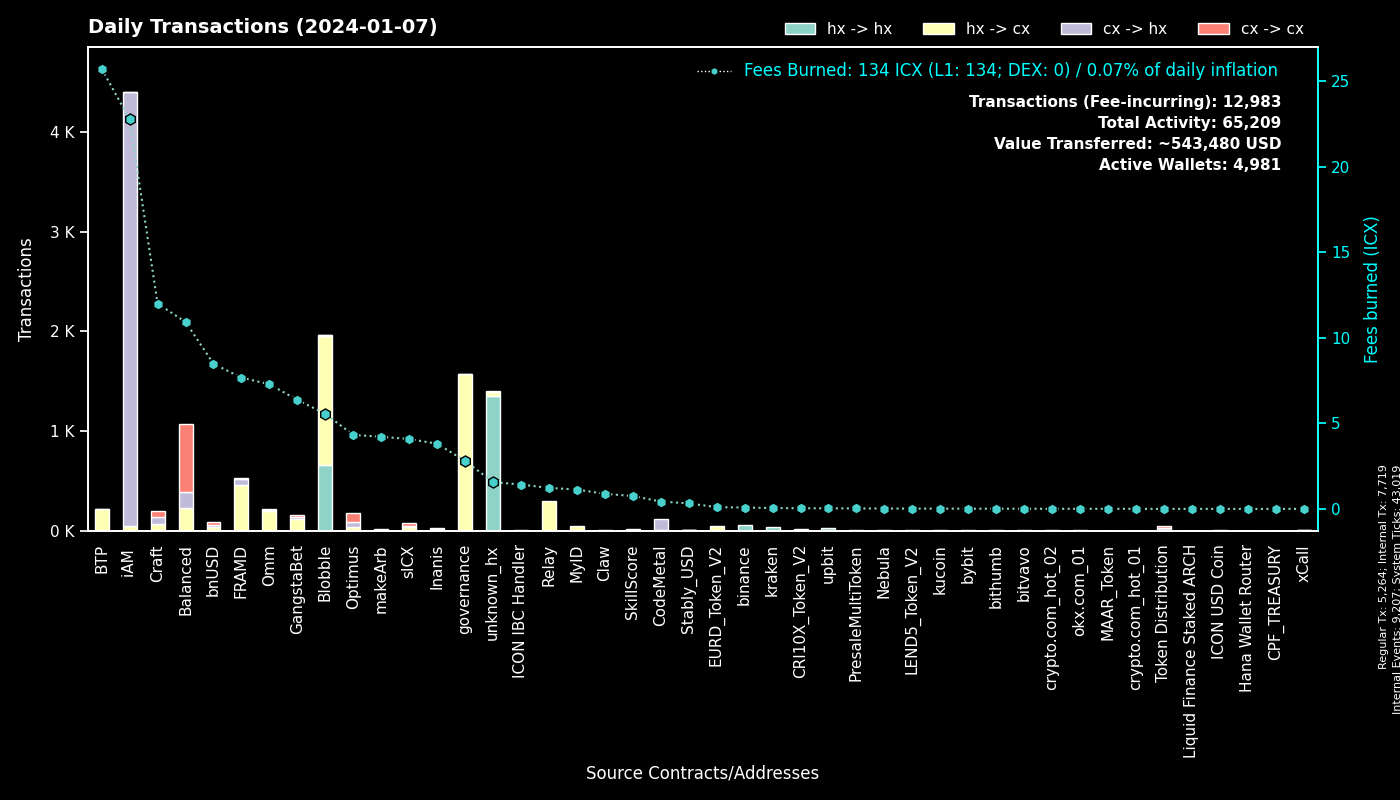 Daily Transactions (2024-01-07)
hx -> hx
hx -> cx
cx -> hx
cx -> cx
Fees Burned: 134 ICX (L1: 134; DEX: 0) / 0.07% of daily inflation
Transactions (Fee-incurring): 12,983
Total Activity: 65,209
Value Transferred: ~543,480 USD
Active Wallets: 4,981
Transactions
4 K
3 K
2 K
1 K
0 K
25
20
15
10
5
0
Fees burned (ICX)
BTP
iAM
Craft
Balanced
bnUSD
FRAMD
Omm
GangstaBet
Blobble
Optimus
makeArb
sICX
Inanis
governance
unknown_hx
ICON IBC Handler
Relay
MyID
Claw
SkillScore
CodeMetal
Stably_USD
EURD_Token_V2
binance
kraken
CRI10X_Token_V2
upbit
PresaleMultiToken
Nebula
LEND5_Token_V2
kucoin
bybit
bithumb
bitvavo
crypto.com_hot_02
okx.com_01
MAAR_Token
crypto.com_hot_01
Token Distribution
Liquid Finance Staked ARCH
ICON USD Coin
Hana Wallet Router
CPF_TREASURY
xCall
Source Contracts/Addresses
Regular Tx: 5,264; Internal Tx: 7,719
Internal Events: 9,207; System Ticks: 43,019